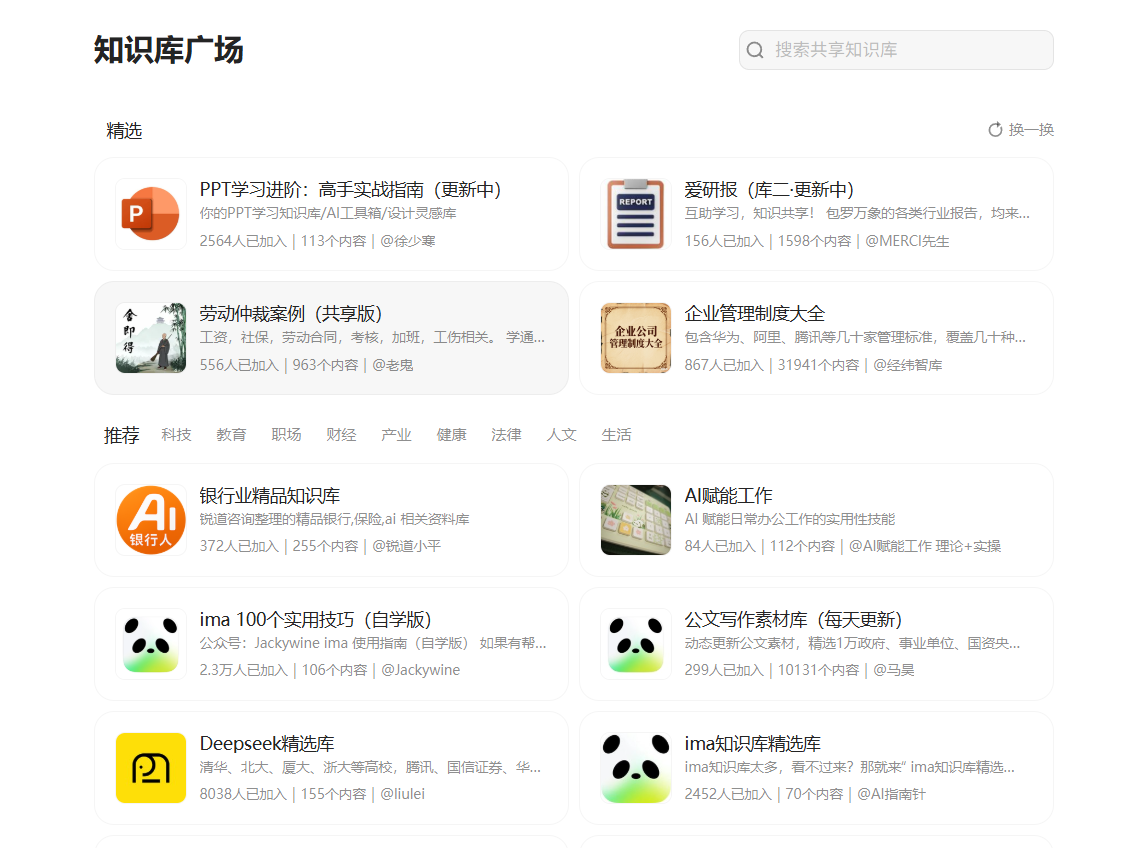 知识库广场
搜索共享知识库
精选
换一换
P
PPT学习进阶：高手实战指南（更新中）
你的PPT学习知识库/AI工具箱/设计灵感库
2564人已加入 | 113个内容 | @徐少寒
REPORT
爱研报（库二·更新中）
互助学习，知识共享！ 包罗万象的各类行业报告，均来...
156人已加入 | 1598个内容 | @MERCI先生
舍即得
劳动仲裁案例（共享版）
工资，社保，劳动合同，考核，加班，工伤相关。 学通...
556人已加入 | 963个内容 | @老鬼
企业公司
管理制度大全
企业管理制度大全
包含华为、阿里、腾讯等几十家管理标准，覆盖几十种...
867人已加入 | 31941个内容 | @经纬智库
推荐 科技 教育 职场 财经 产业 健康 法律 人文 生活
Ai
银行人
银行业精品知识库
锐道咨询整理的精品银行,保险,ai 相关资料库
372人已加入 | 255个内容 | @锐道小平
AI赋能工作
AI 赋能日常办公工作的实用性技能
84人已加入 | 112个内容 | @AI赋能工作 理论+实操
ima 100个实用技巧（自学版）
公众号：Jackywine ima 使用指南（自学版） 如果有帮...
2.3万人已加入 | 106个内容 | @Jackywine
公文写作素材库（每天更新）
动态更新公文素材，精选1万政府、事业单位、国资央...
299人已加入 | 10131个内容 | @马昊
Deepseek精选库
清华、北大、厦大、浙大等高校，腾讯、国信证券、华...
8038人已加入 | 155个内容 | @liulei
ima知识库精选库
ima知识库太多，看不过来？那就来“ ima知识库精选...
2452人已加入 | 70个内容 | @AI指南针